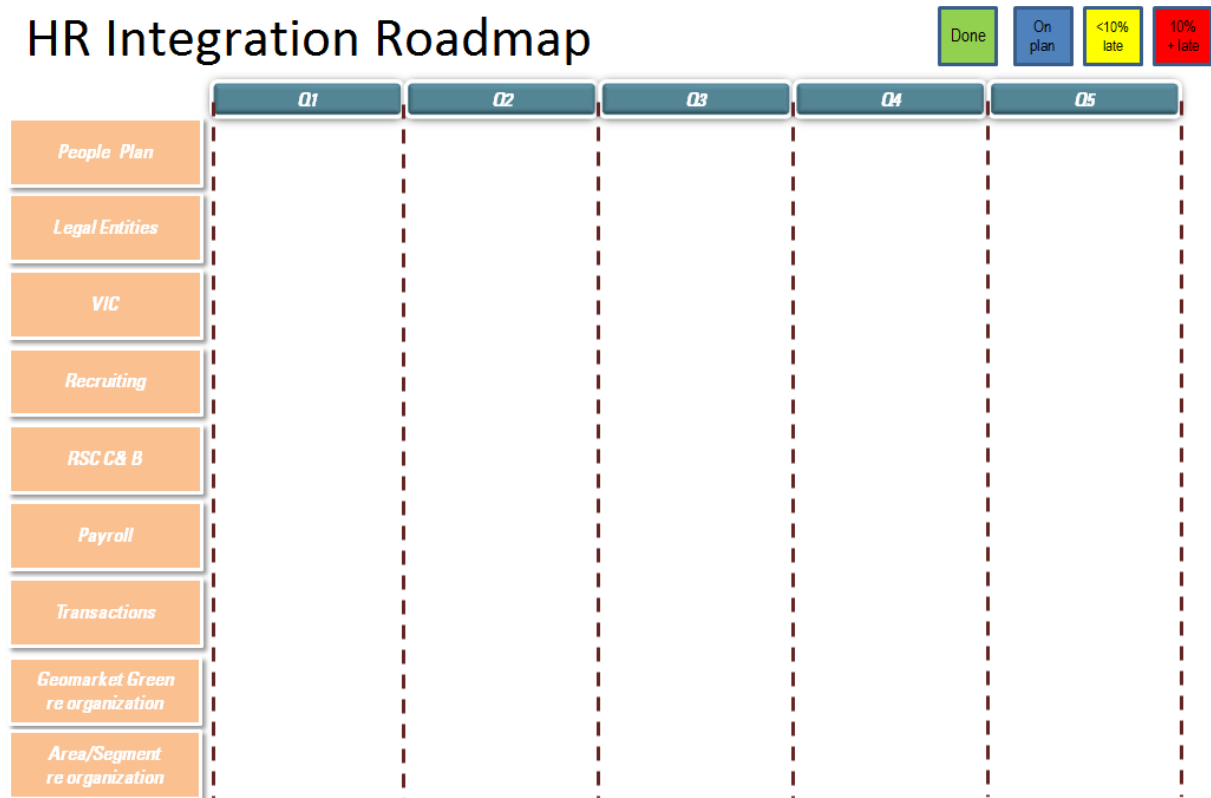 HR Integration Roadmap
Done
On
plan
<10%
late
10%
+ late
Q1
Q2
Q3
Q4
Q5
People Plan
Legal Entities
VIC
Recruiting
RSC C& B
Payroll
Transactions
Geomarket Green
re organization
Area/Segment
re organization